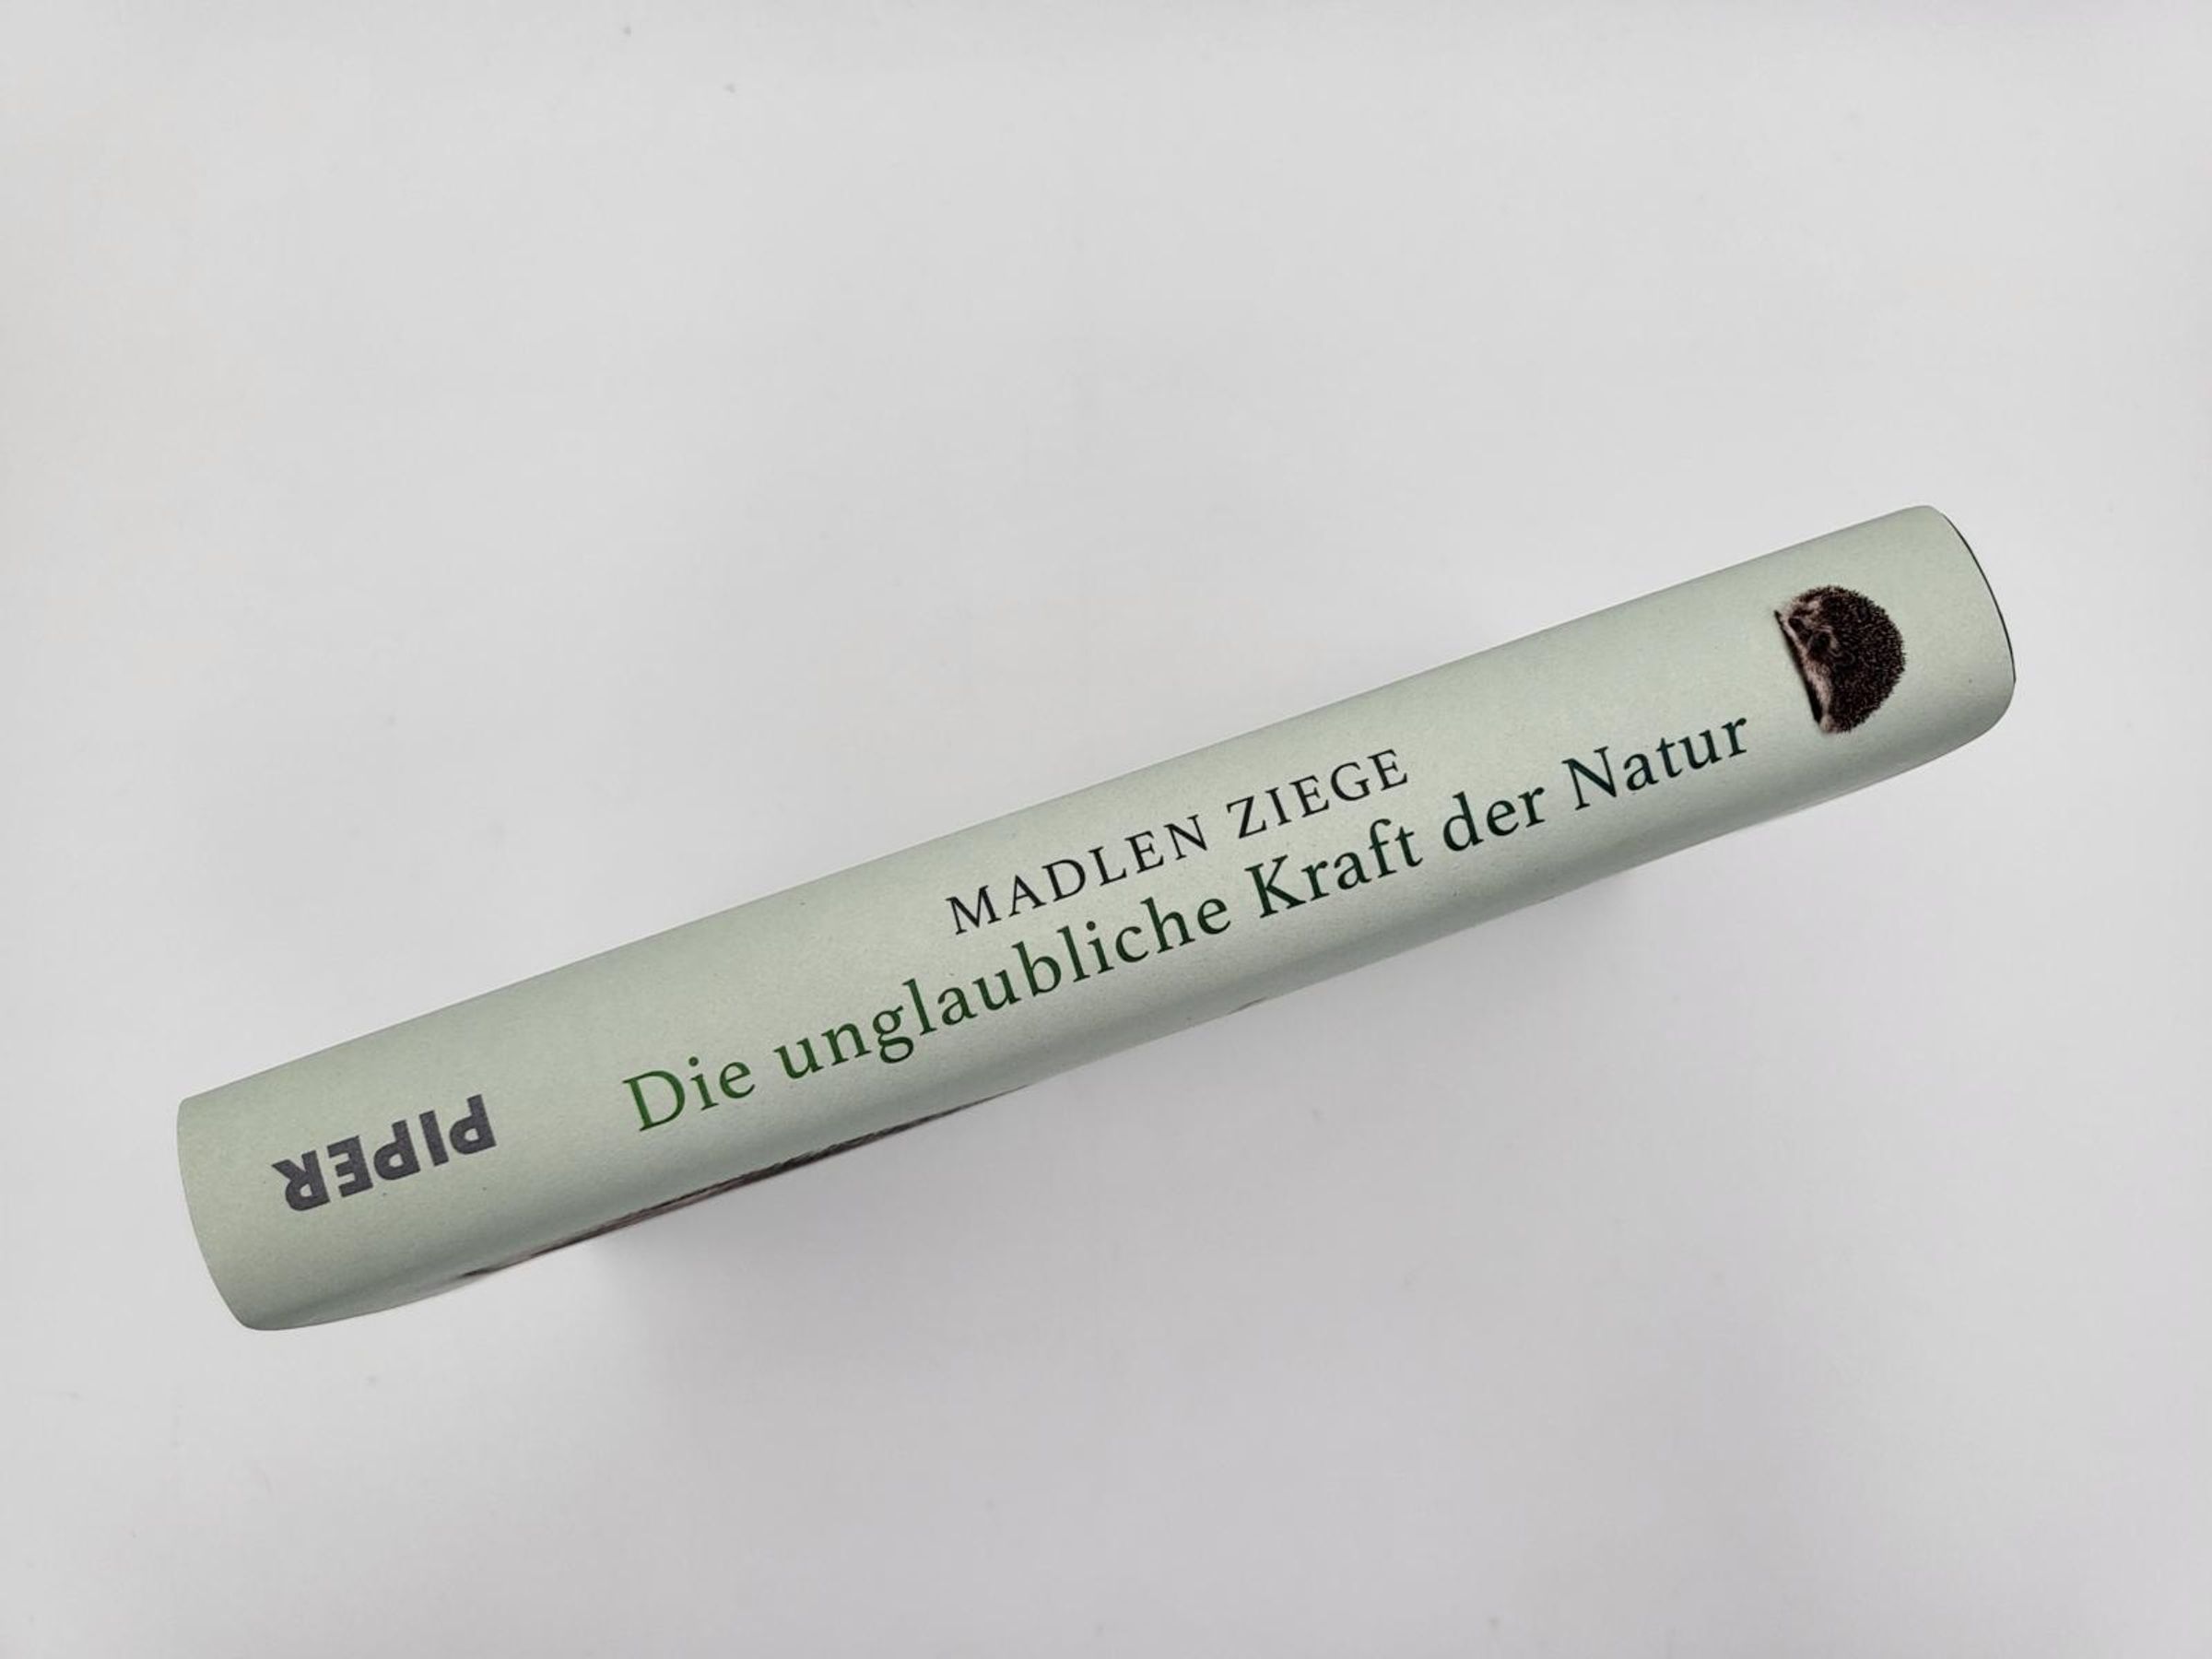 MADLEN ZIEGE
Die unglaubliche Kraft der Natur
PIPER